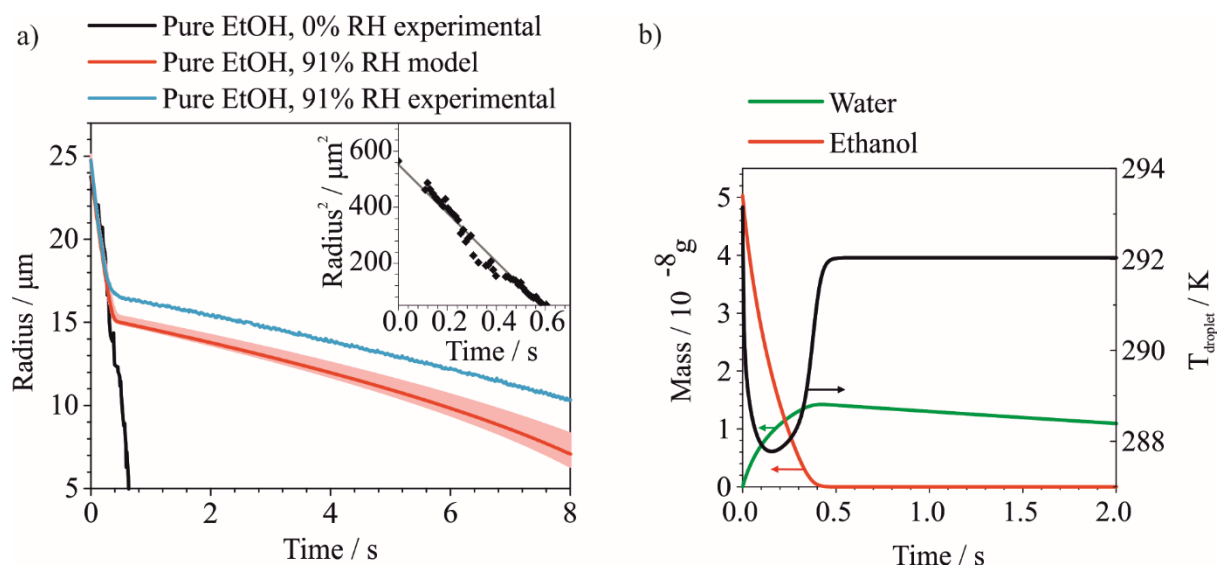 a)
Pure EtOH, 0% RH experimental
Pure EtOH, 91% RH model
Pure EtOH, 91% RH experimental
25
20
15
10
5
Radius / μm
0
2
4
6
8
Time / s
600
400
200
Radius² / μm²
0.0
0.2
0.4
0.6
Time / s
b)
Water
Ethanol
5
4
3
2
1
0
Mass / 10 ⁻⁸g
294
292
290
288
T droplet / K
0.0
0.5
1.0
1.5
2.0
Time / s